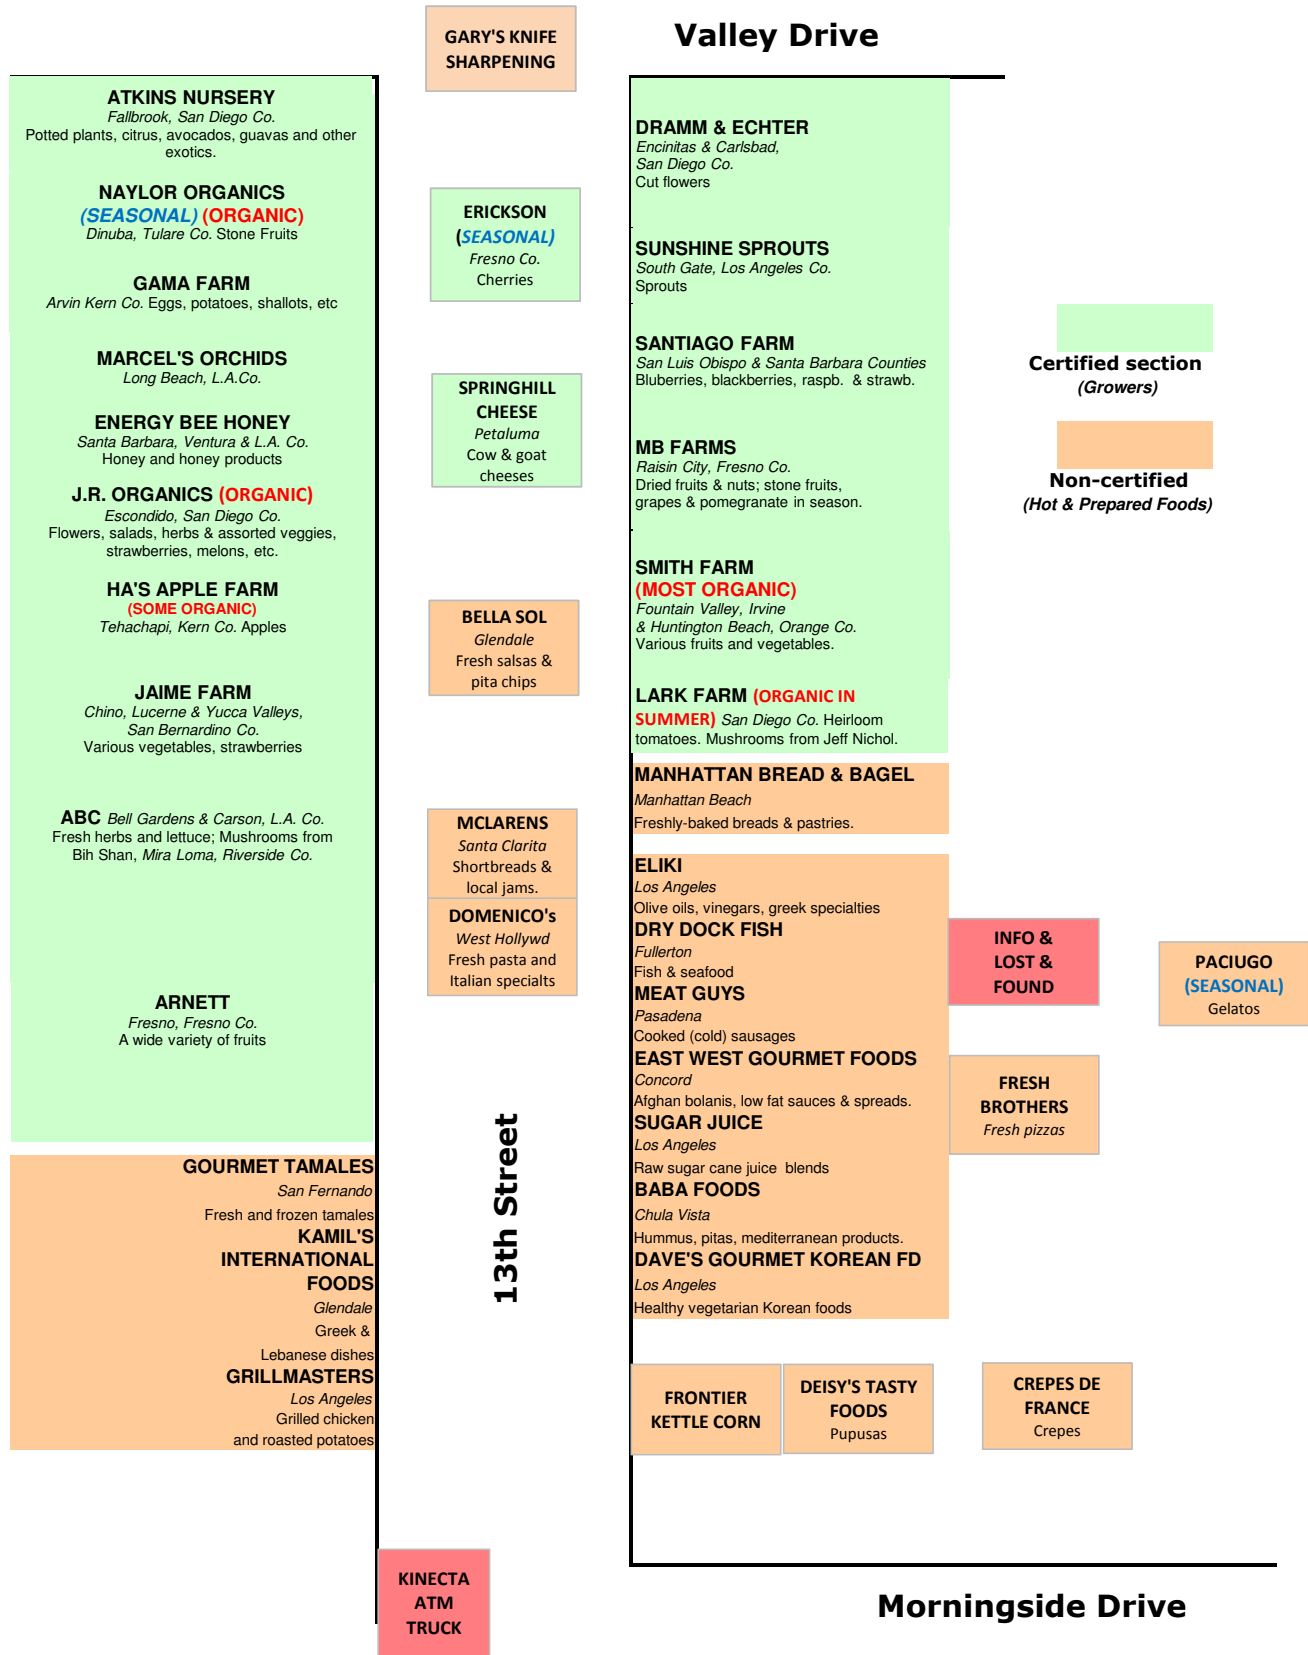 GARY'S KNIFE
SHARPENING
Valley Drive
ATKINS NURSERY
Fallbrook, San Diego Co.
Potted plants, citrus, avocados, guavas and other
exotics.
NAYLOR ORGANICS
(SEASONAL) (ORGANIC)
Dinuba, Tulare Co. Stone Fruits
GAMA FARM
Arvin Kern Co. Eggs, potatoes, shallots, etc
MARCEL'S ORCHIDS
Long Beach, L.A.Co.
ENERGY BEE HONEY
Santa Barbara, Ventura & L.A. Co.
Honey and honey products
J.R. ORGANICS (ORGANIC)
Escondido, San Diego Co.
Flowers, salads, herbs & assorted veggies,
strawberries, melons, etc.
HA'S APPLE FARM
(SOME ORGANIC)
Tehachapi, Kern Co. Apples
JAIME FARM
Chino, Lucerne & Yucca Valleys,
San Bernardino Co.
Various vegetables, strawberries
ABC Bell Gardens & Carson, L.A. Co.
Fresh herbs and lettuce; Mushrooms from
Bih Shan, Mira Loma, Riverside Co.
ARNETT
Fresno, Fresno Co.
A wide variety of fruits
GOURMET TAMALES
San Fernando
Fresh and frozen tamales
KAMIL'S
INTERNATIONAL
FOODS
Glendale
Greek &
Lebanese dishes
GRILLMASTERS
Los Angeles
Grilled chicken
and roasted potatoes
ERICKSON
(SEASONAL)
Fresno Co.
Cherries
SPRINGHILL
CHEESE
Petaluma
Cow & goat
cheeses
BELLA SOL
Glendale
Fresh salsas &
pita chips
MCLARENS
Santa Clarita
Shortbreads &
local jams.
DOMENICO's
West Hollywd
Fresh pasta and
Italian specialts
13th Street
KINECTA
ATM
TRUCK
DRAMM & ECHTER
Encinitas & Carlsbad,
San Diego Co.
Cut flowers
SUNSHINE SPROUTS
South Gate, Los Angeles Co.
Sprouts
SANTIAGO FARM
San Luis Obispo & Santa Barbara Counties
Bluberries, blackberries, raspb. & strawb.
MB FARMS
Raisin City, Fresno Co.
Dried fruits & nuts; stone fruits,
grapes & pomegranate in season.
SMITH FARM
(MOST ORGANIC)
Fountain Valley, Irvine
& Huntington Beach, Orange Co.
Various fruits and vegetables.
LARK FARM (ORGANIC IN
SUMMER) San Diego Co. Heirloom
tomatoes. Mushrooms from Jeff Nichol.
MANHATTAN BREAD & BAGEL
Manhattan Beach
Freshly-baked breads & pastries.
ELIKI
Los Angeles
Olive oils, vinegars, greek specialties
DRY DOCK FISH
Fullerton
Fish & seafood
MEAT GUYS
Pasadena
Cooked (cold) sausages
EAST WEST GOURMET FOODS
Concord
Afghan bolanis, low fat sauces & spreads.
SUGAR JUICE
Los Angeles
Raw sugar cane juice blends
BABA FOODS
Chula Vista
Hummus, pitas, mediterranean products.
DAVE'S GOURMET KOREAN FD
Los Angeles
Healthy vegetarian Korean foods
FRONTIER
KETTLE CORN
DEISY'S TASTY
FOODS
Pupusas
CREPES DE
FRANCE
Crepes
Certified section
(Growers)
Non-certified
(Hot & Prepared Foods)
INFO &
LOST &
FOUND
PACIUGO
(SEASONAL)
Gelatos
FRESH
BROTHERS
Fresh pizzas
Morningside Drive